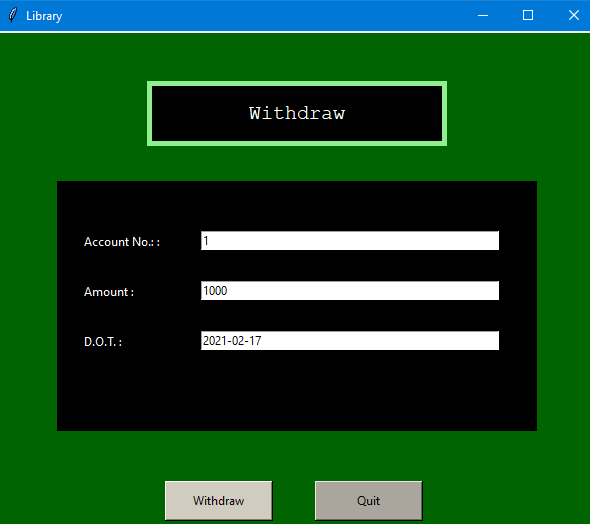 Library
Withdraw
Account No.: : 1
Amount : 1000
D.O.T. : 2021-02-17
Withdraw Quit